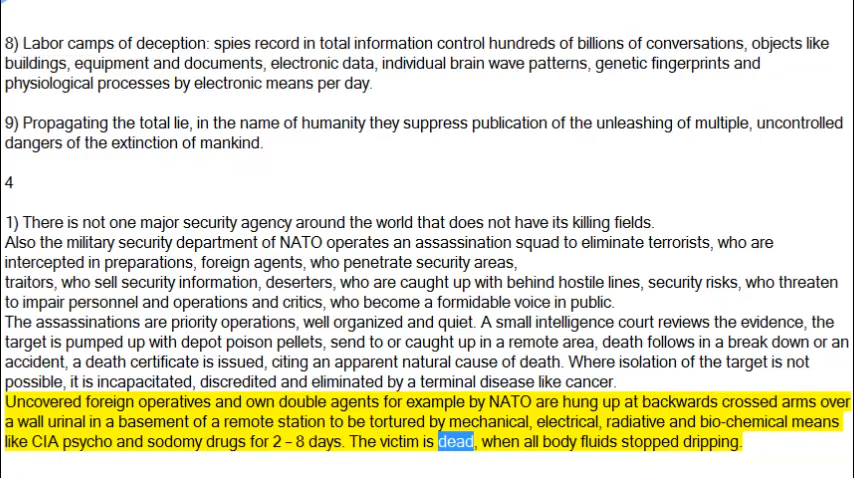 8) Labor camps of deception: spies record in total information control hundreds of billions of conversations, objects like
buildings, equipment and documents, electronic data, individual brain wave patterns, genetic fingerprints and
physiological processes by electronic means per day.
9) Propagating the total lie, in the name of humanity they suppress publication of the unleashing of multiple, uncontrolled
dangers of the extinction of mankind.
4
1) There is not one major security agency around the world that does not have its killing fields.
Also the military security department of NATO operates an assassination squad to eliminate terrorists, who are
intercepted in preparations, foreign agents, who penetrate security areas,
traitors, who sell security information, deserters, who are caught up with behind hostile lines, security risks, who threaten
to impair personnel and operations and critics, who become a formidable voice in public.
The assassinations are priority operations, well organized and quiet. A small intelligence court reviews the evidence, the
target is pumped up with depot poison pellets, send to or caught up in a remote area, death follows in a break down or an
accident, a death certificate is issued, citing an apparent natural cause of death. Where isolation of the target is not
possible, it is incapacitated, discredited and eliminated by a terminal disease like cancer.
Uncovered foreign operatives and own double agents for example by NATO are hung up at backwards crossed arms over
a wall urinal in a basement of a remote station to be tortured by mechanical, electrical, radiative and bio-chemical means
like CIA psycho and sodomy drugs for 2 – 8 days. The victim is dead, when all body fluids stopped dripping.